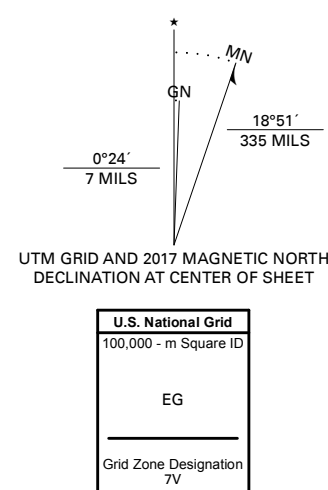 MN
GN
18°51´
335 MILS
0°24´
7 MILS
UTM GRID AND 2017 MAGNETIC NORTH
DECLINATION AT CENTER OF SHEET
U.S. National Grid
100,000 - m Square ID
EG
Grid Zone Designation
7V